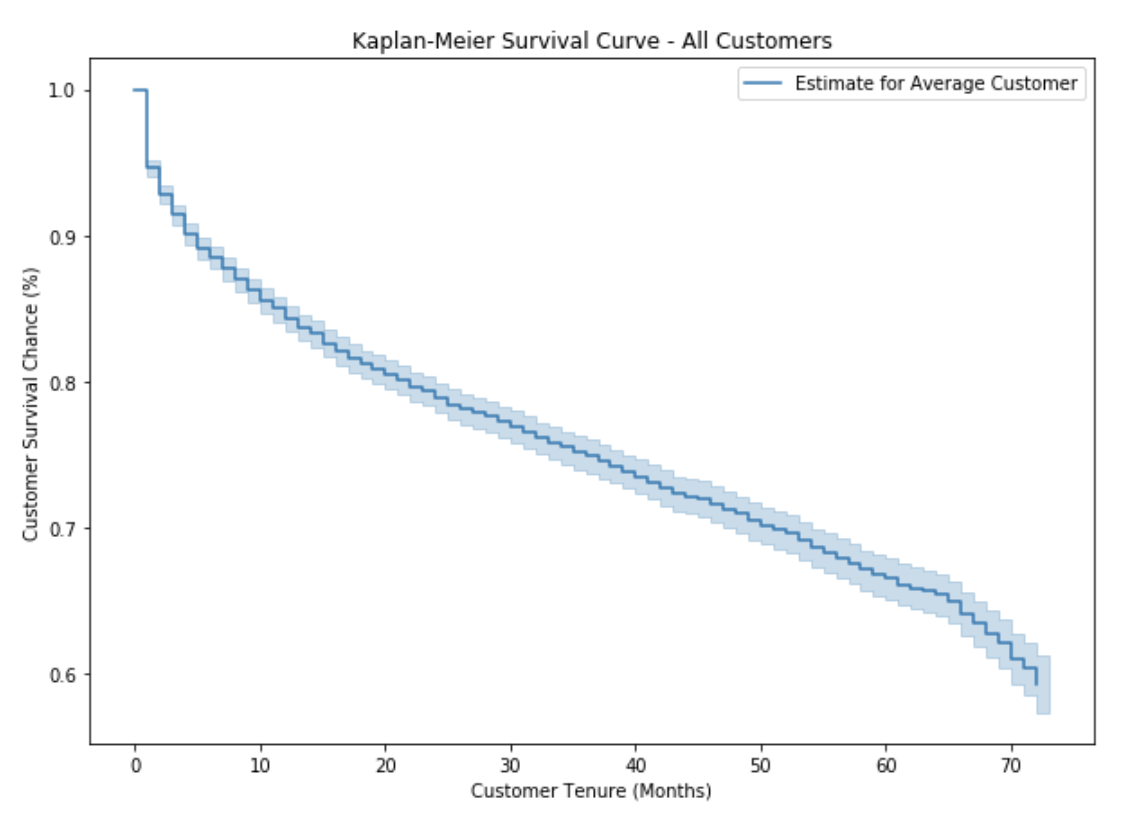 Kaplan-Meier Survival Curve - All Customers
Estimate for Average Customer
Customer Survival Chance (%)
1.0
0.9
0.8
0.7
0.6
0 10 20 30 40 50 60 70
Customer Tenure (Months)